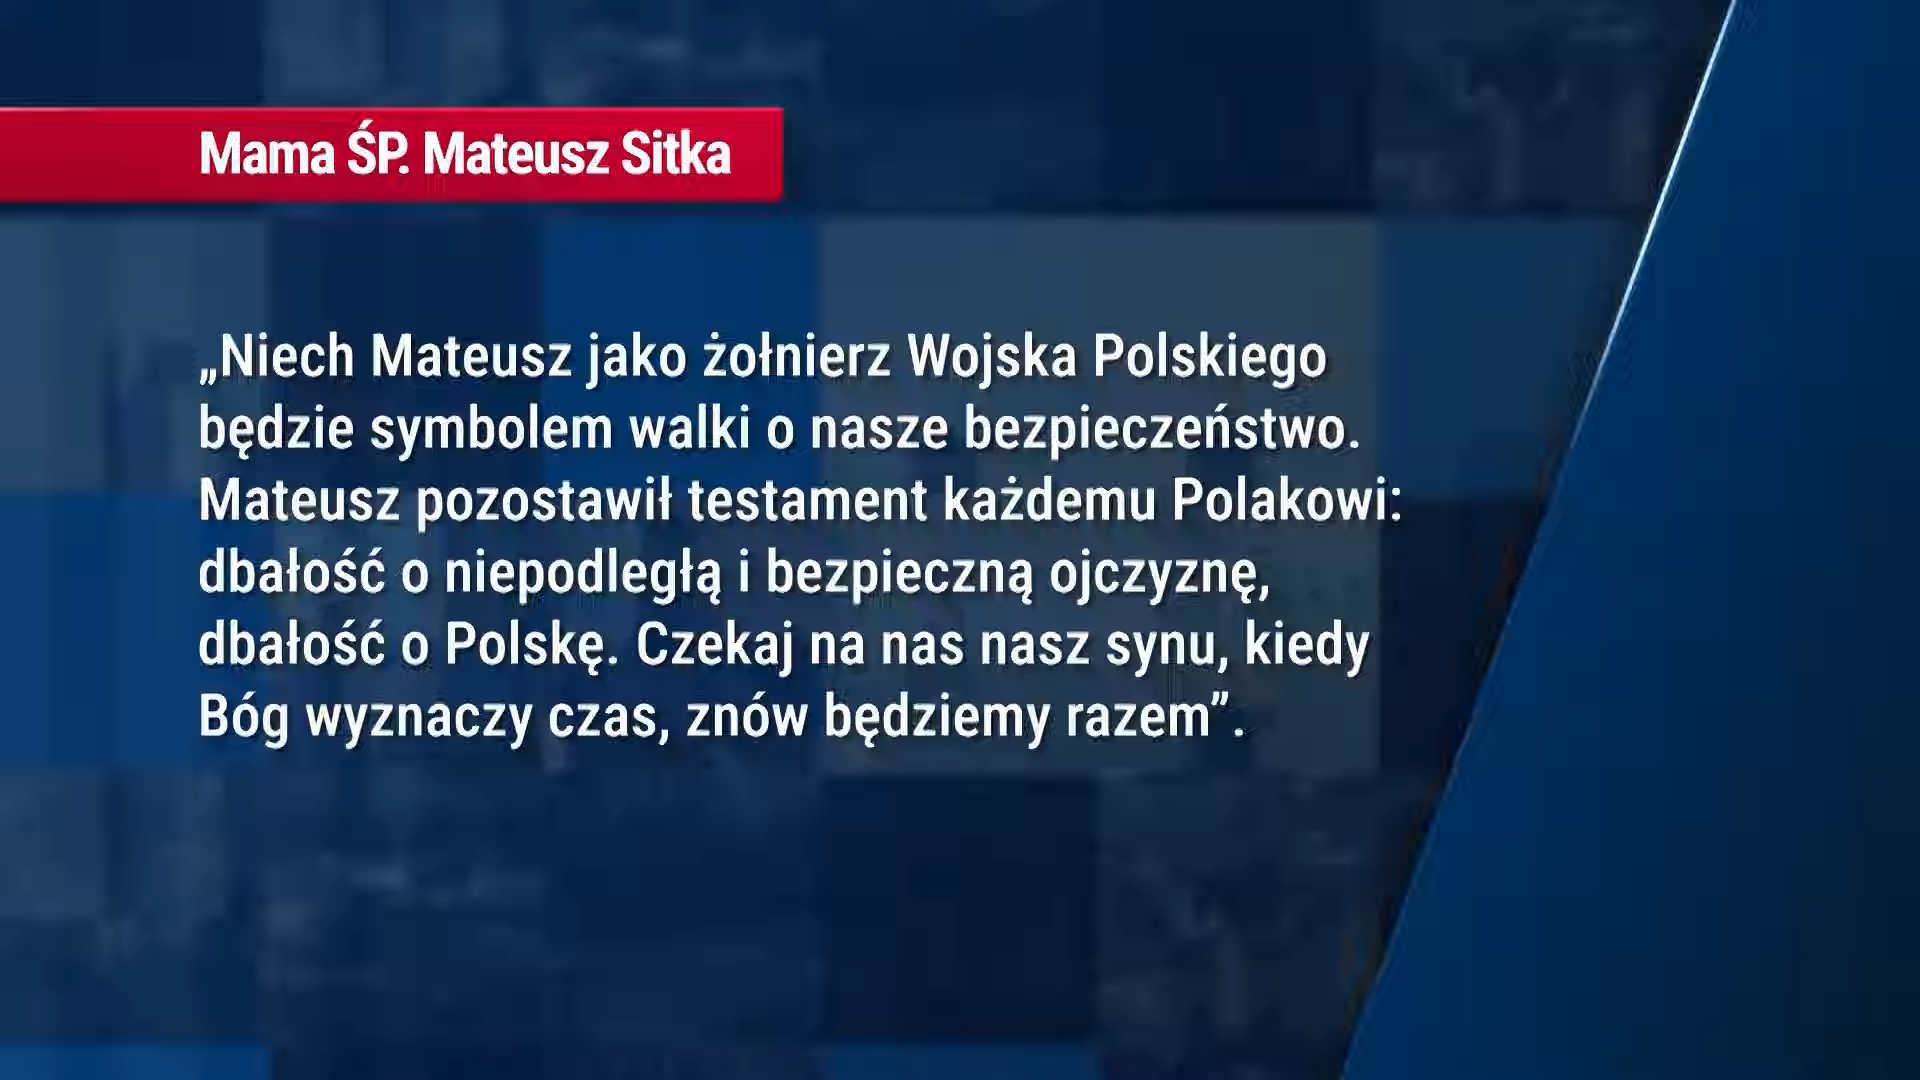 Mama ŚP. Mateusz Sitka
„Niech Mateusz jako żołnierz Wojska Polskiego
będzie symbolem walki o nasze bezpieczeństwo.
Mateusz pozostawił testament każdemu Polakowi:
dbałość o niepodległą i bezpieczną ojczyznę,
dbałość o Polskę. Czekaj na nas nasz synu, kiedy
Bóg wyznaczy czas, znów będziemy razem”.